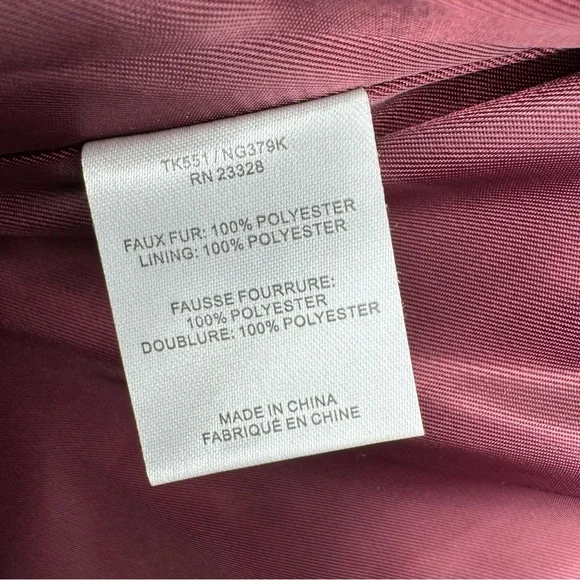 TK551/NG379K
RN 23328
FAUX FUR: 100% POLYESTER
LINING: 100% POLYESTER
FAUSSE FOURRURE:
100% POLYESTER
DOUBLURE: 100% POLYESTER
MADE IN CHINA
FABRIQUÉ EN CHINE